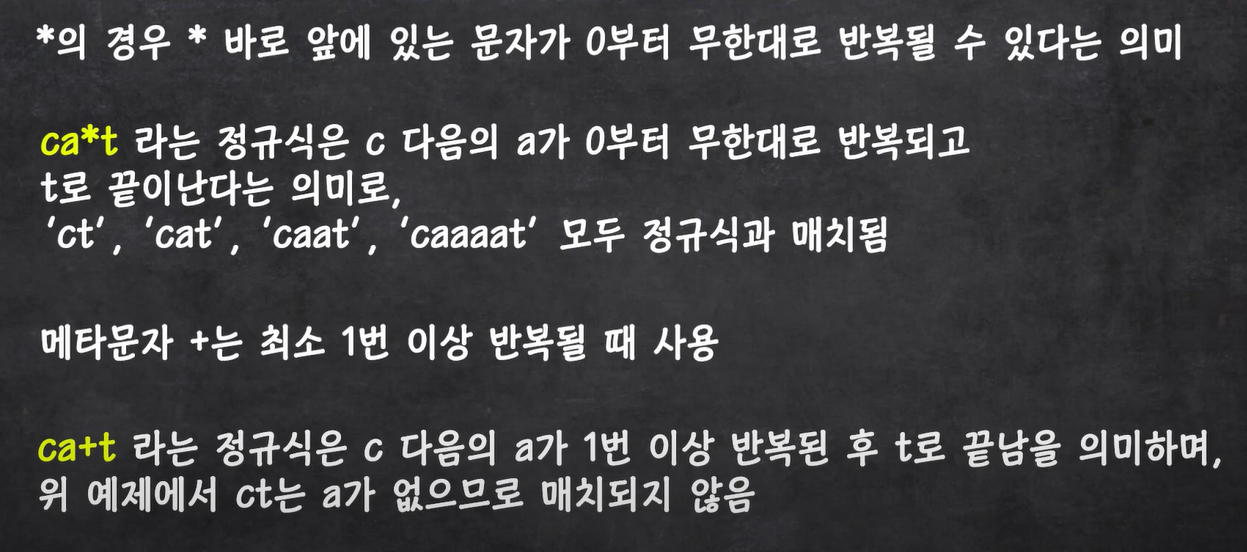 *의 경우 * 바로 앞에 있는 문자가 0부터 무한대로 반복될 수 있다는 의미
ca*t 라는 정규식은 c 다음의 a가 0부터 무한대로 반복되고
t로 끝이난다는 의미로,
'ct', 'cat', 'caat', 'caaaat' 모두 정규식과 매치됨
메타문자 +는 최소 1번 이상 반복될 때 사용
ca+t 라는 정규식은 c 다음의 a가 1번 이상 반복된 후 t로 끝남을 의미하며,
위 예제에서 ct는 a가 없으므로 매치되지 않음